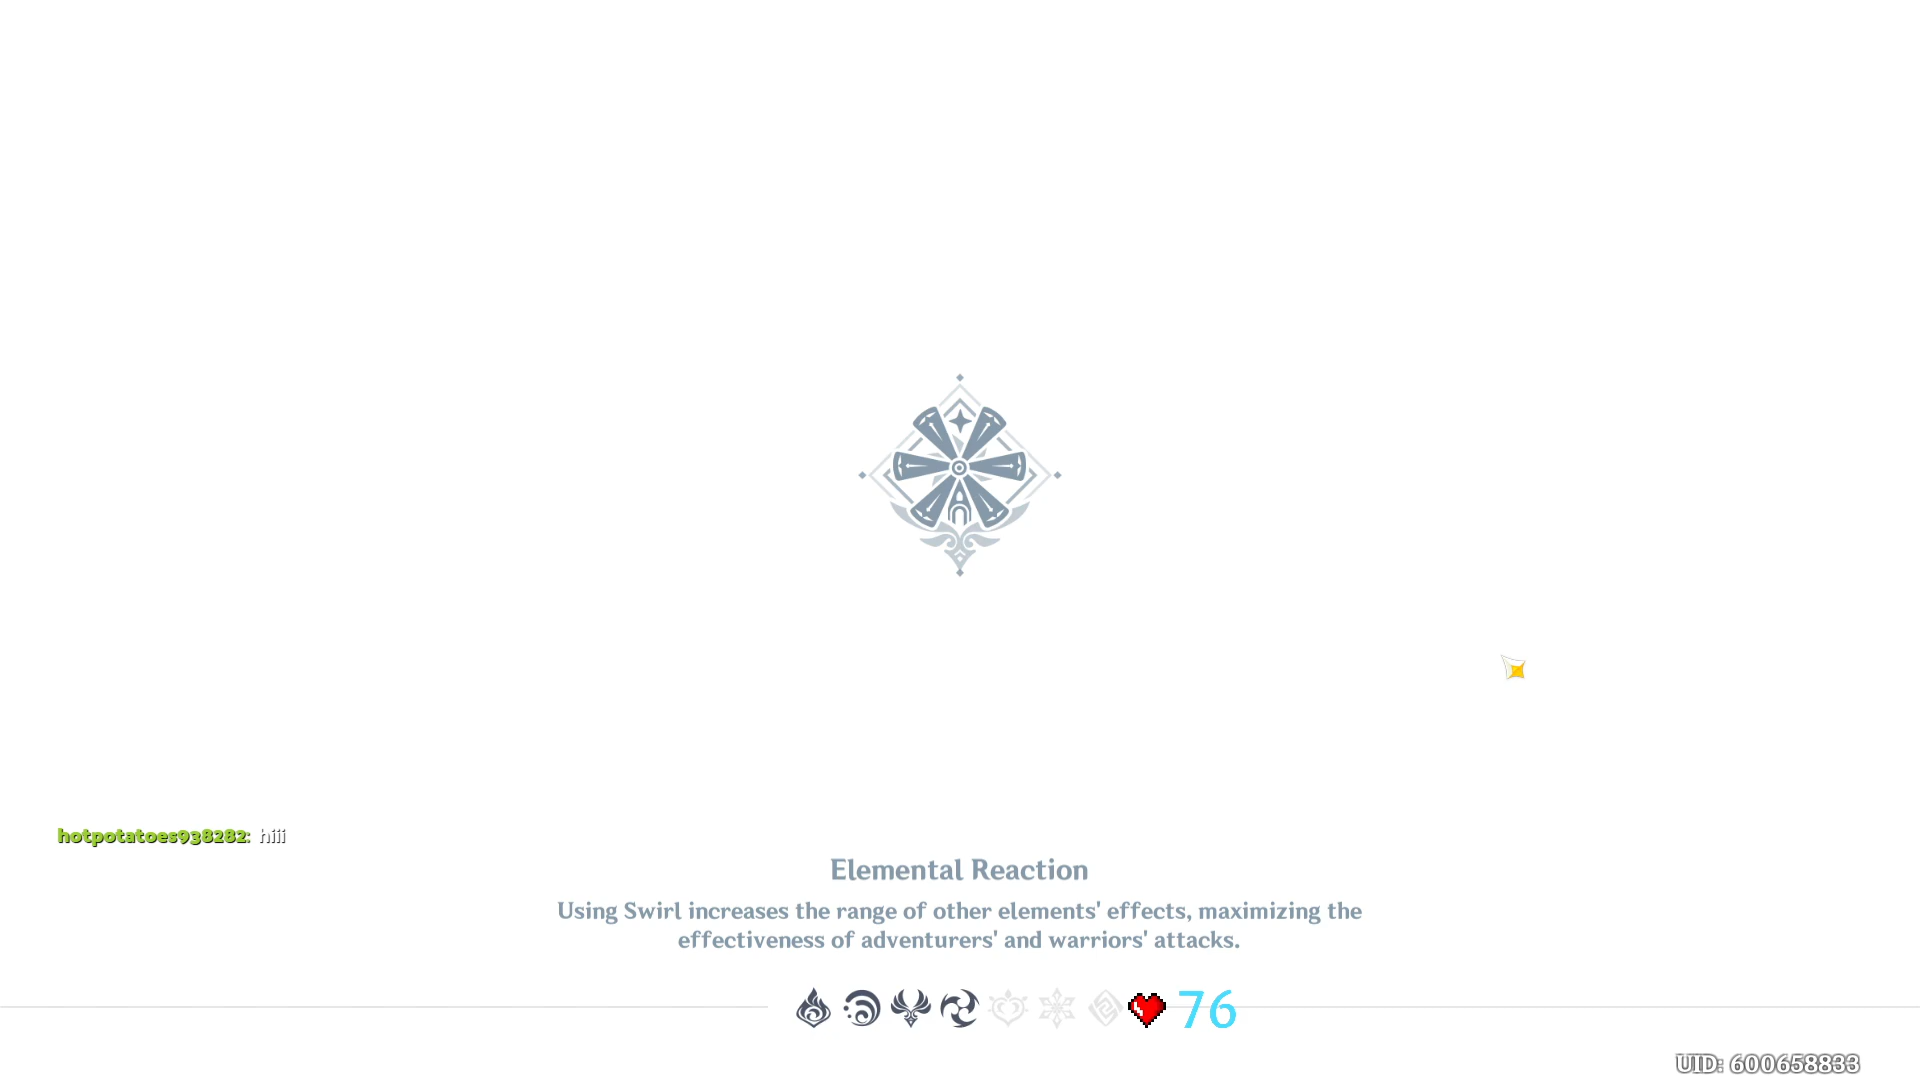 hotpotatoes938282: hiii
Elemental Reaction
Using Swirl increases the range of other elements' effects, maximizing the
effectiveness of adventurers' and warriors' attacks.
76
UID: 600658833